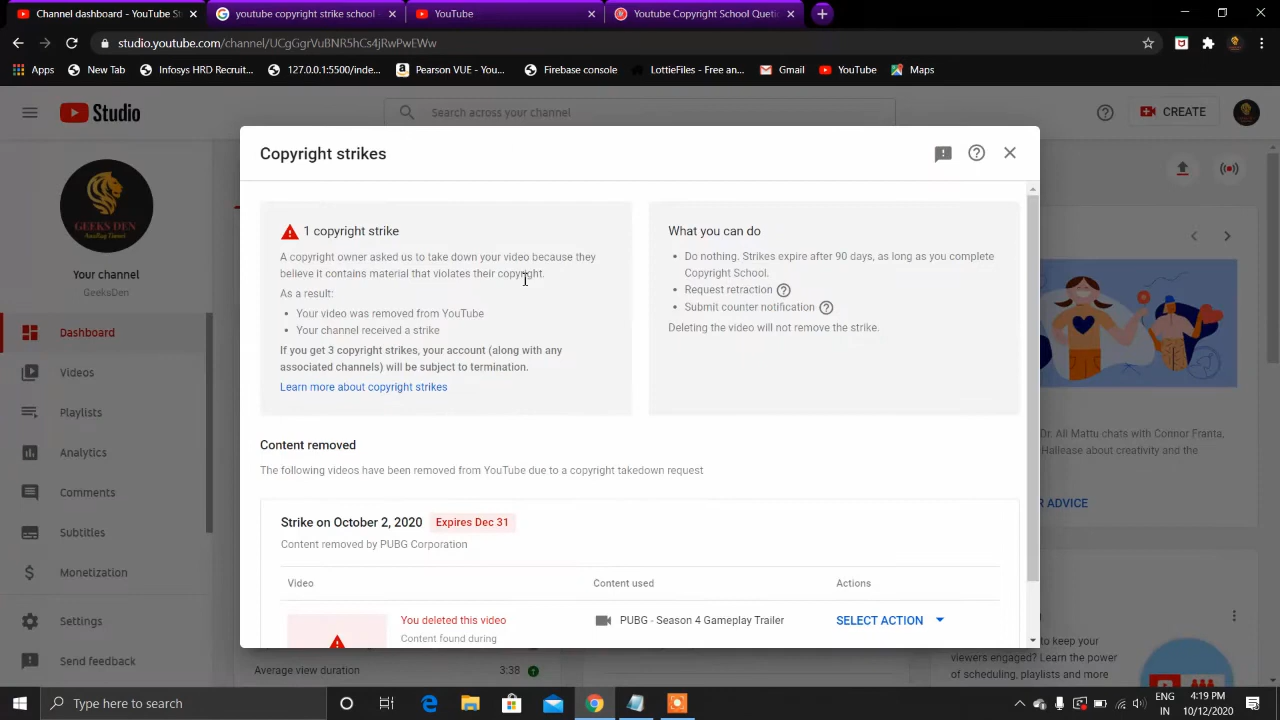 Channel dashboard - YouTube St
youtube copyright strike school -
YouTube
Youtube Copyright School Quetio
studio.youtube.com/channel/UCgGgrVuBNR5hCs4jRwPwEWw
Apps
New Tab
Infosys HRD Recruit...
127.0.0.1:5500/inde...
Pearson VUE - You...
Firebase console
LottieFiles - Free an...
Gmail
YouTube
Maps
Studio
Search across your channel
CREATE
GEEKS DEN
Your channel
GeeksDen
Dashboard
Videos
Playlists
Analytics
Comments
Subtitles
Monetization
Settings
Send feedback
Copyright strikes
1 copyright strike
A copyright owner asked us to take down your video because they
believe it contains material that violates their copyright.
As a result:
Your video was removed from YouTube
Your channel received a strike
If you get 3 copyright strikes, your account (along with any
associated channels) will be subject to termination.
Learn more about copyright strikes
What you can do
Do nothing. Strikes expire after 90 days, as long as you complete
Copyright School.
Request retraction
Submit counter notification
Deleting the video will not remove the strike.
Content removed
The following videos have been removed from YouTube due to a copyright takedown request
Strike on October 2, 2020 Expires Dec 31
Content removed by PUBG Corporation
Video
Content used
Actions
You deleted this video
Content found during
PUBG - Season 4 Gameplay Trailer
SELECT ACTION
Average view duration
3:38
Dr. Ali Mattu chats with Connor Franta,
Hallease about creativity and the
R ADVICE
to keep your
viewers engaged? Learn the power
of scheduling, playlists and more
Type here to search
ENG
IN
4:19 PM
10/12/2020